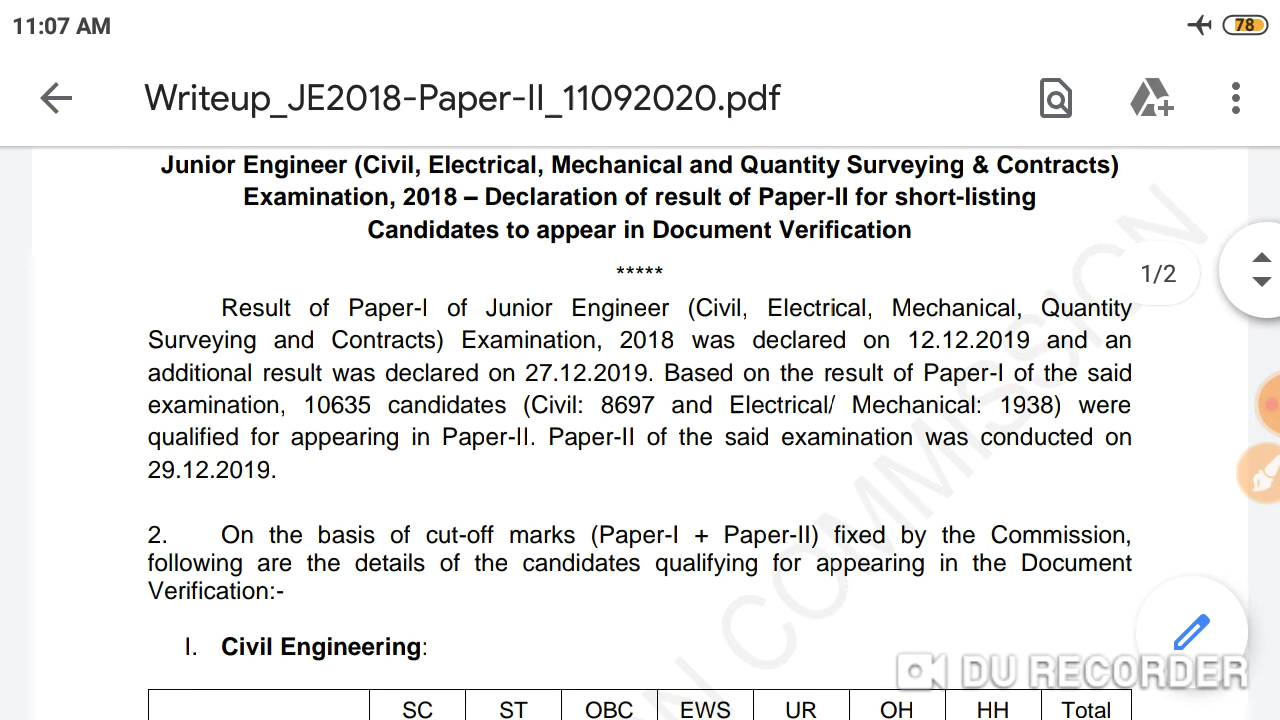 11:07 AM
78
Writeup_JE2018-Paper-II_11092020.pdf
Junior Engineer (Civil, Electrical, Mechanical and Quantity Surveying & Contracts)
Examination, 2018 – Declaration of result of Paper-II for short-listing
Candidates to appear in Document Verification
*****
1/2
Result of Paper-I of Junior Engineer (Civil, Electrical, Mechanical, Quantity
Surveying and Contracts) Examination, 2018 was declared on 12.12.2019 and an
additional result was declared on 27.12.2019. Based on the result of Paper-I of the said
examination, 10635 candidates (Civil: 8697 and Electrical/ Mechanical: 1938) were
qualified for appearing in Paper-II. Paper-II of the said examination was conducted on
29.12.2019.
2. On the basis of cut-off marks (Paper-I + Paper-II) fixed by the Commission,
following are the details of the candidates qualifying for appearing in the Document
Verification:-
I. Civil Engineering:
SC ST OBC EWS UR OH HH Total
N COMMISSION
DU RECORDER